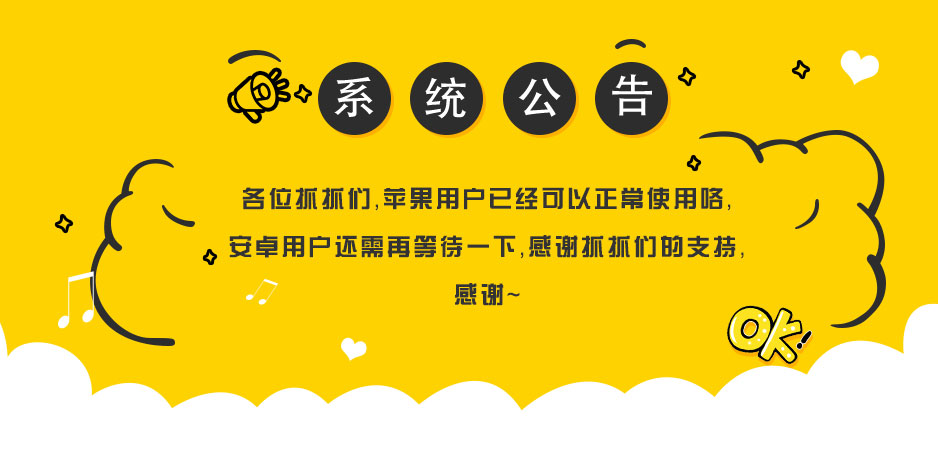 系统公告
各位抓抓们,苹果用户已经可以正常使用咯,
安卓用户还需再等待一下,感谢抓抓们的支持,
感谢~
OK!